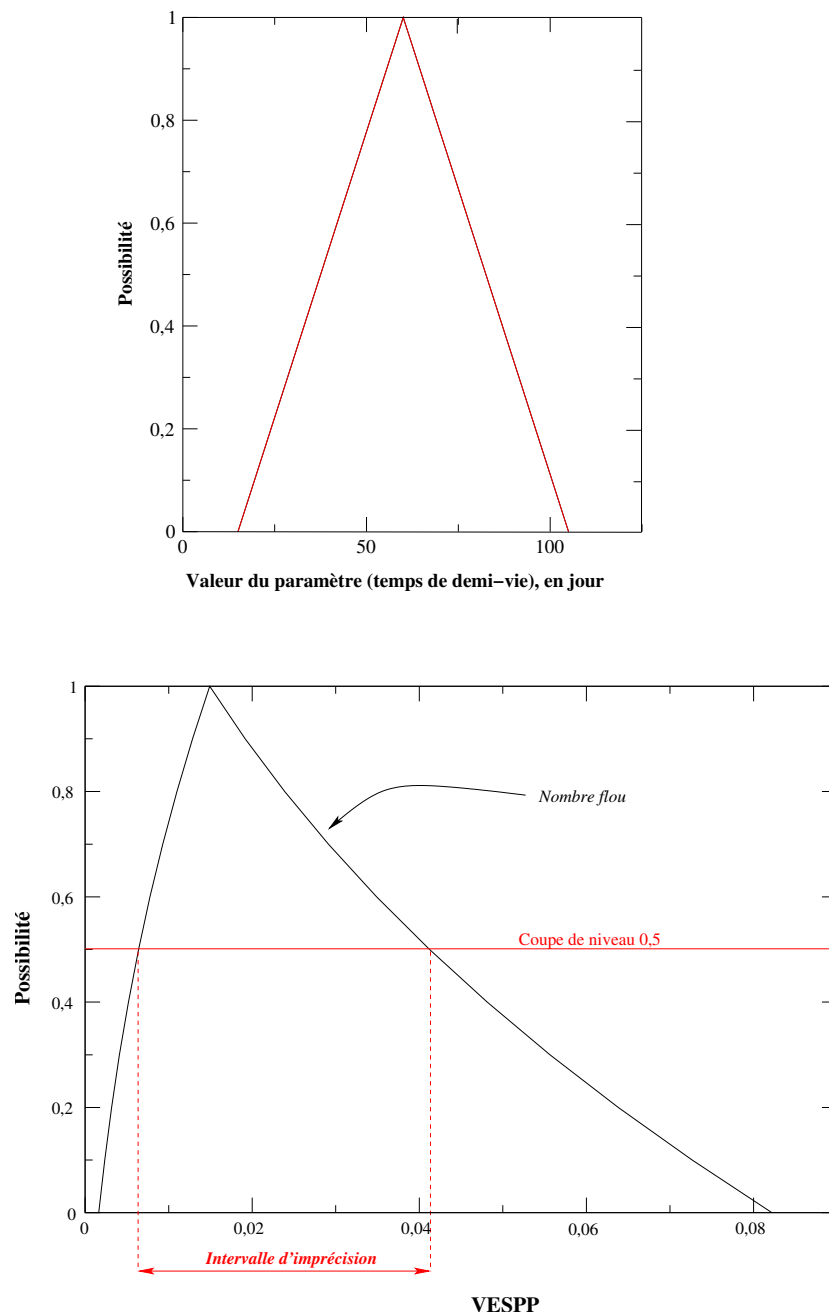 1
0,8
0,6
0,4
0,2
0
Possibilité
0 50 100
Valeur du paramètre (temps de demi−vie), en jour
1
0,8
0,6
0,4
0,2
0
Possibilité
Nombre flou
Coupe de niveau 0,5
0 0,02 0,04 0,06 0,08
Intervalle d'imprécision
VESPP